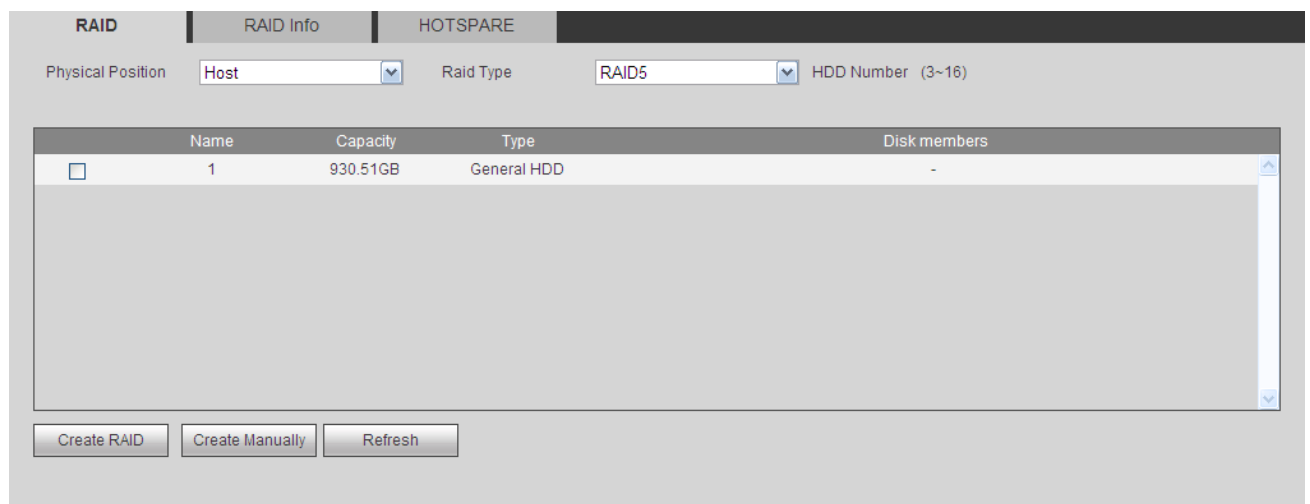 RAID RAID Info HOTSPARE
Physical Position Host Raid Type RAID5 HDD Number (3~16)
Name Capacity Type Disk members
1 930.51GB General HDD -
Create RAID Create Manually Refresh